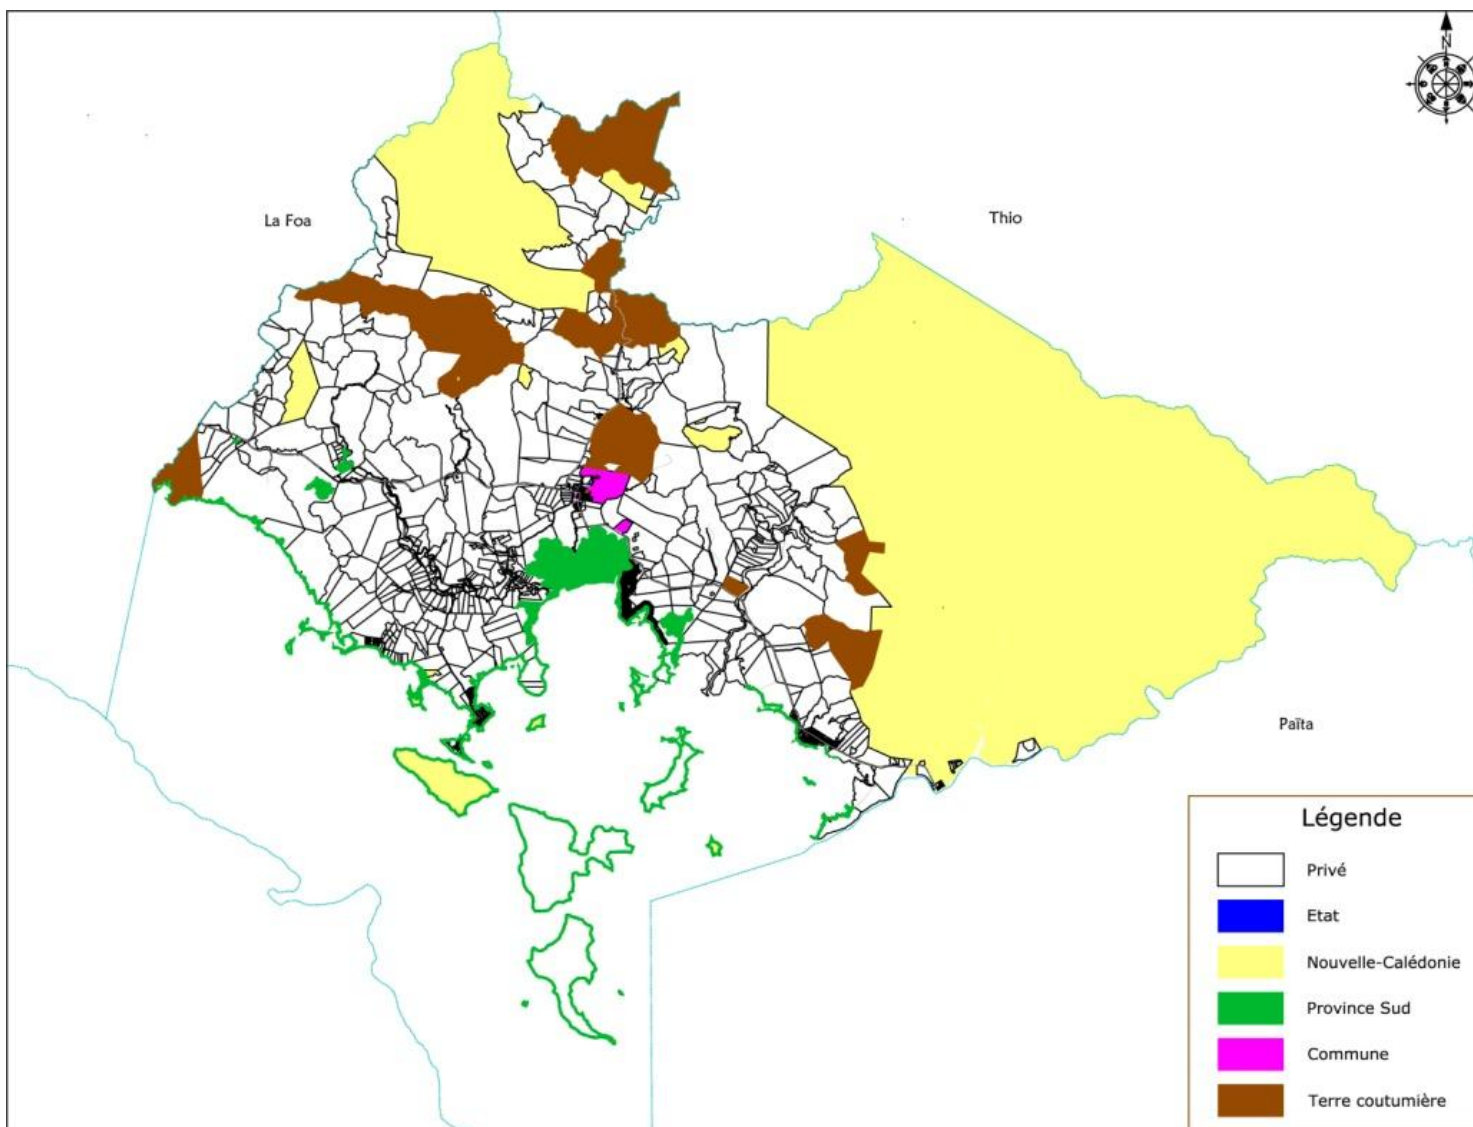 N
La Foa
Thio
Païta
Légende
Privé
Etat
Nouvelle-Calédonie
Province Sud
Commune
Terre coutumière